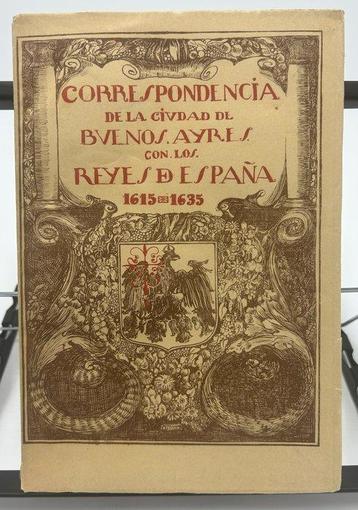 CORRESPONDENCiA
DE LA CiVDAD DE
BVENOS.AYRES.
CON.LOS.
REYES DE ESPAÑA
1615 1635